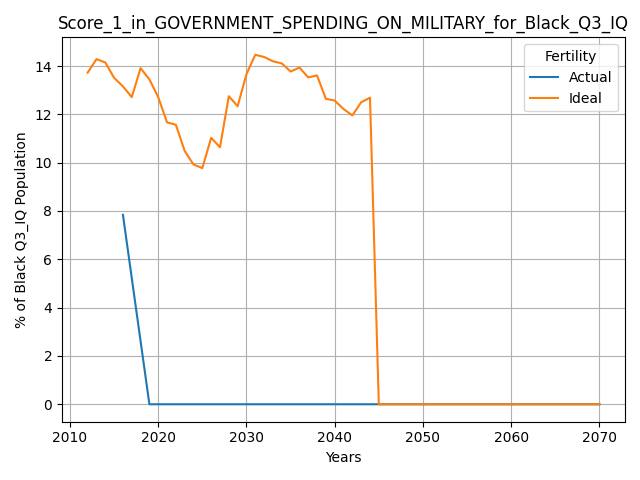 Score_1_in_GOVERNMENT_SPENDING_ON_MILITARY_for_Black_Q3_IQ
Fertility
Actual
Ideal
% of Black Q3_IQ Population
14
12
10
8
6
4
2
0
2010 2020 2030 2040 2050 2060 2070
Years